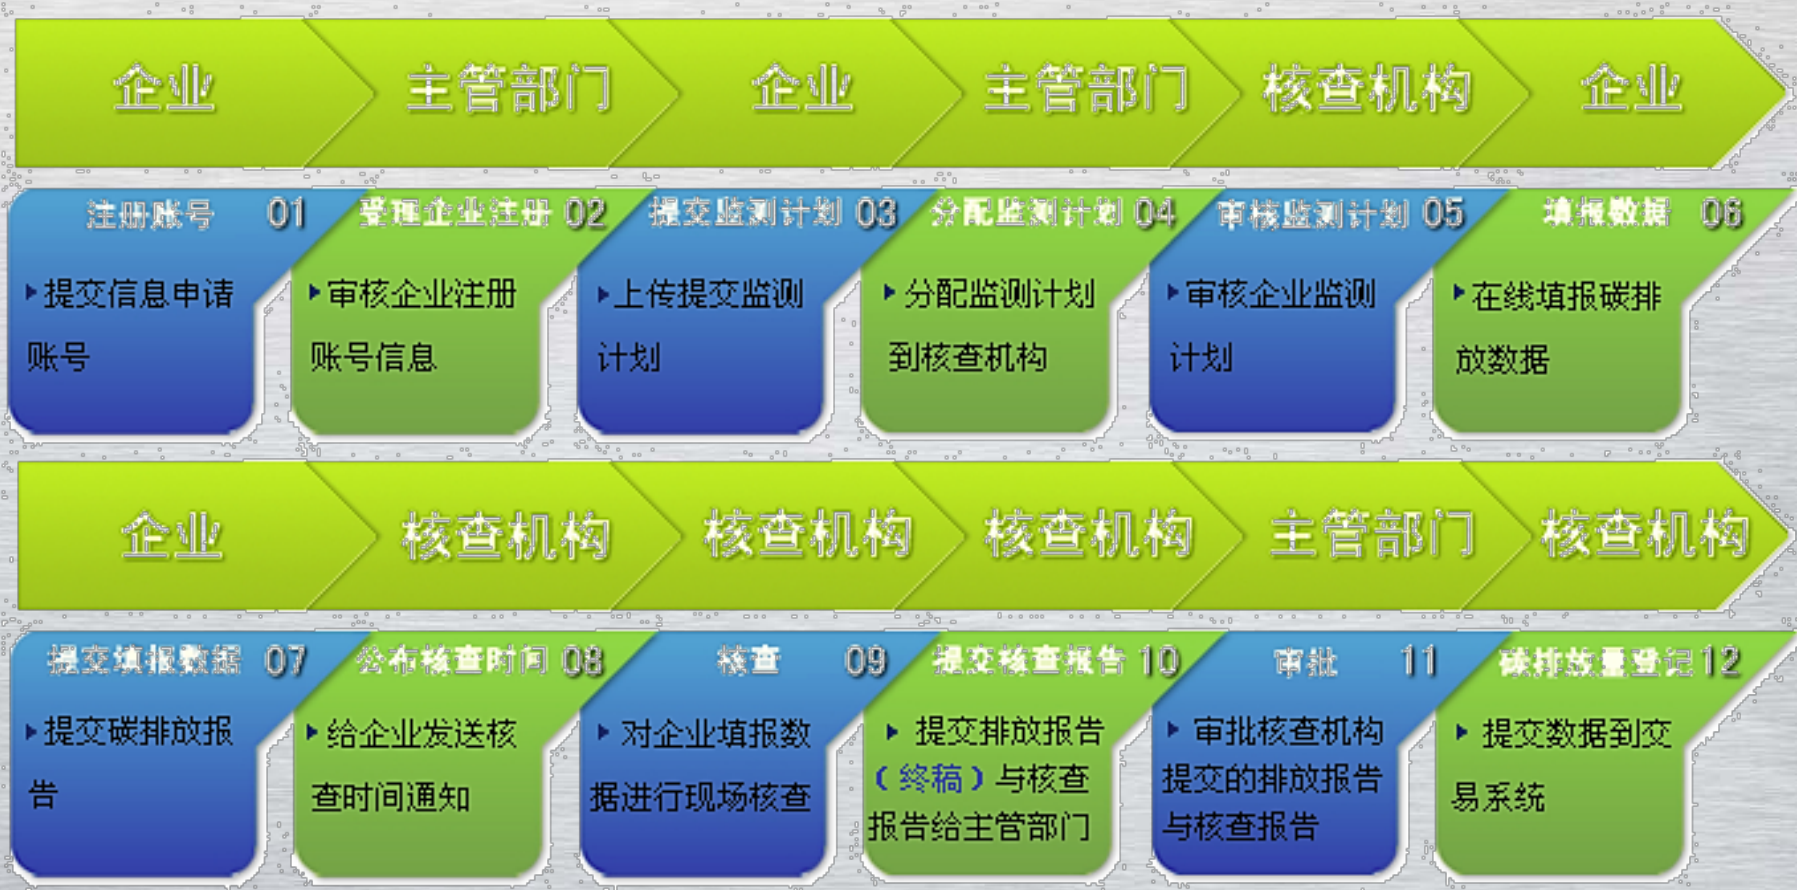 企业 主管部门 企业 主管部门 核查机构 企业
注册账号 01
提交信息申请
账号
受理企业注册 02
审核企业注册
账号信息
提交监测计划 03
上传提交监测
计划
分配监测计划 04
分配监测计划
到核查机构
审核监测计划 05
审核企业监测
计划
填报数据 06
在线填报碳排
放数据
企业 核查机构 核查机构 核查机构 主管部门 核查机构
提交填报数据 07
提交碳排放报
告
公布核查时间 08
给企业发送核
查时间通知
核查 09
对企业填报数
据进行现场核查
提交核查报告 10
提交排放报告
（终稿）与核查
报告给主管部门
审批 11
审批核查机构
提交的排放报告
与核查报告
碳排放量登记 12
提交数据到交
易系统